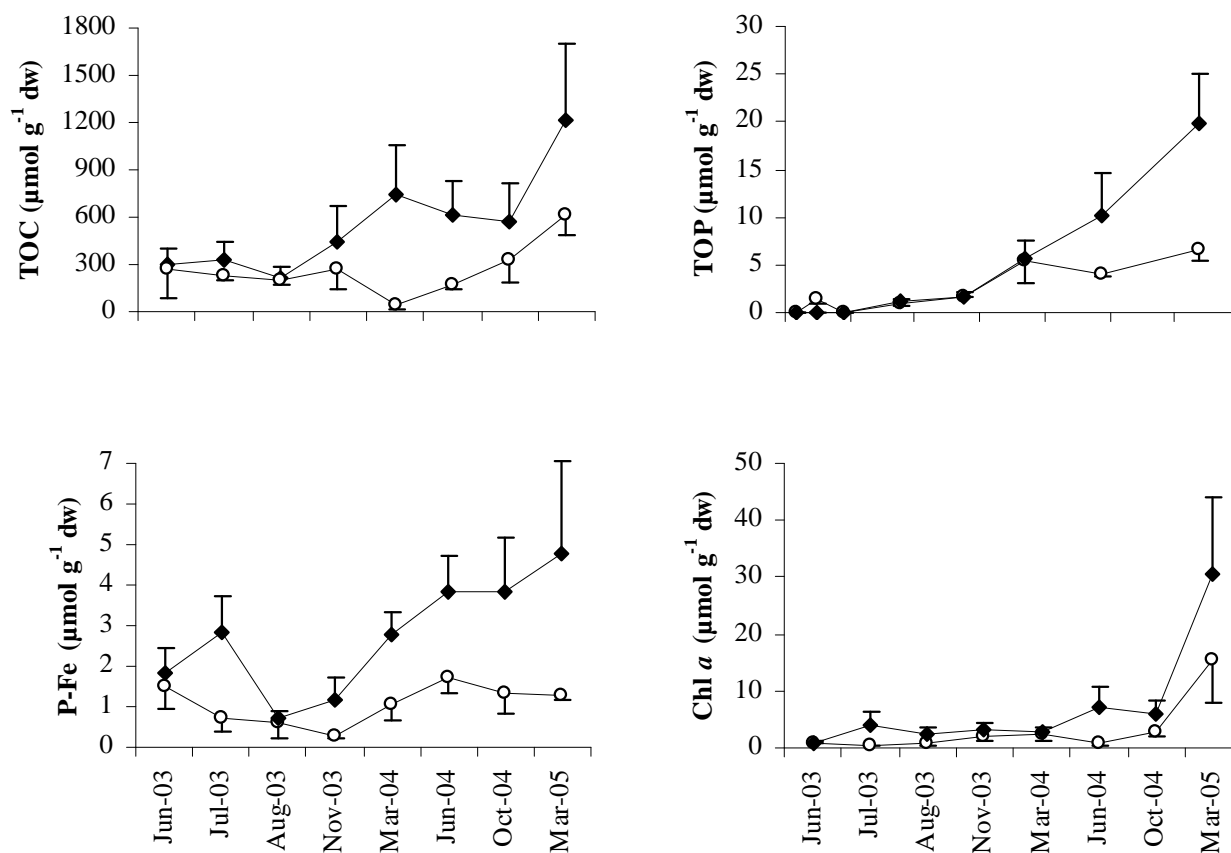 TOC (µmol g⁻¹ dw)
1800
1500
1200
900
600
300
0
TOP (µmol g⁻¹ dw)
30
25
20
15
10
5
0
P-Fe (µmol g⁻¹ dw)
7
6
5
4
3
2
1
0
Jun-03
Jul-03
Aug-03
Nov-03
Mar-04
Jun-04
Oct-04
Mar-05
Chl a (µmol g⁻¹ dw)
50
40
30
20
10
0
Jun-03
Jul-03
Aug-03
Nov-03
Mar-04
Jun-04
Oct-04
Mar-05